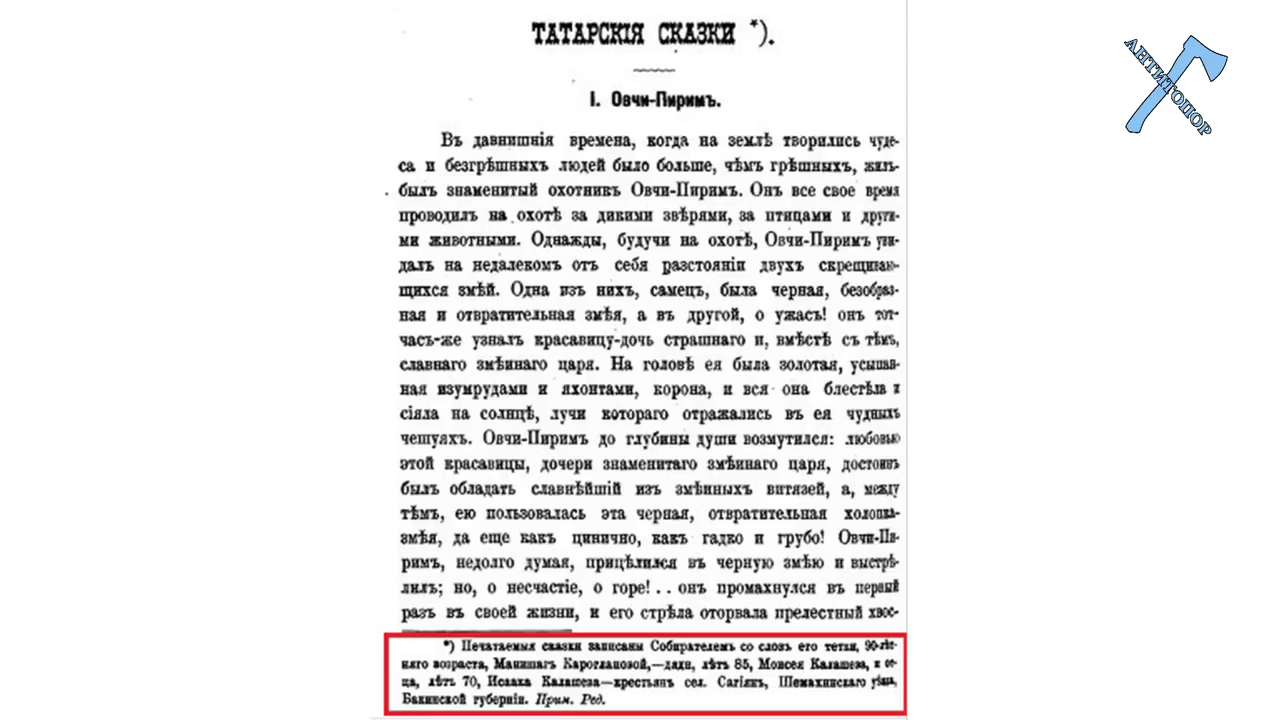 ТАТАРСКІЯ СКАЗКИ *).
I. Овчи-Пиримъ.
Въ давнишнія времена, когда на землѣ творились чуде-
са и безгрѣшныхъ людей было больше, чѣмъ грѣшныхъ, жилъ-
былъ знаменитый охотникъ Овчи-Пиримъ. Онъ все свое время
проводилъ на охотѣ за дикими звѣрями, за птицами и други-
ми животными. Однажды, будучи на охотѣ, Овчи-Пиримъ уви-
далъ на недалекомъ отъ себя разстояніи двухъ скрещиваю-
щихся змѣй. Одна изъ нихъ, самецъ, была черная, безобраз-
ная и отвратительная змѣя, а въ другой, о ужасъ! онъ тот-
часъ-же узналъ красавицу-дочь страшнаго и, вмѣстѣ съ тѣмъ,
славнаго змѣинаго царя. На головѣ ея была золотая, усыпан-
ная изумрудами и яхонтами, корона, и вся она блестѣла и
сіяла на солнцѣ, лучи котораго отражались въ ея чудныхъ
чешуяхъ. Овчи-Пиримъ до глубины души возмутился: любовью
этой красавицы, дочери знаменитаго змѣинаго царя, достоинъ
былъ обладать славнѣйшій изъ змѣиныхъ витязей, а, между
тѣмъ, ею пользовалась эта черная, отвратительная холопка-
змѣя, да еще какъ цинично, какъ гадко и грубо! Овчи-Пи-
римъ, недолго думая, прицѣлился въ черную змѣю и выстрѣ-
лилъ; но, о несчастіе, о горе! . . онъ промахнулся въ первый
разъ въ своей жизни, и его стрѣла оторвала прелестный хвос-
*) Печатаемыя сказки записаны Собирателемъ со словъ его тетки, 90-лѣт-
няго возраста, Манишагъ Кароглановой,—дяди, лѣтъ 85, Мовсея Калашева, и от-
ца, лѣтъ 70, Исаака Калашева—крестьянъ сел. Сагіянъ, Шемахинскаго уѣзда,
Бакинской губерніи. Прим. Ред.
АНТИТОПОР